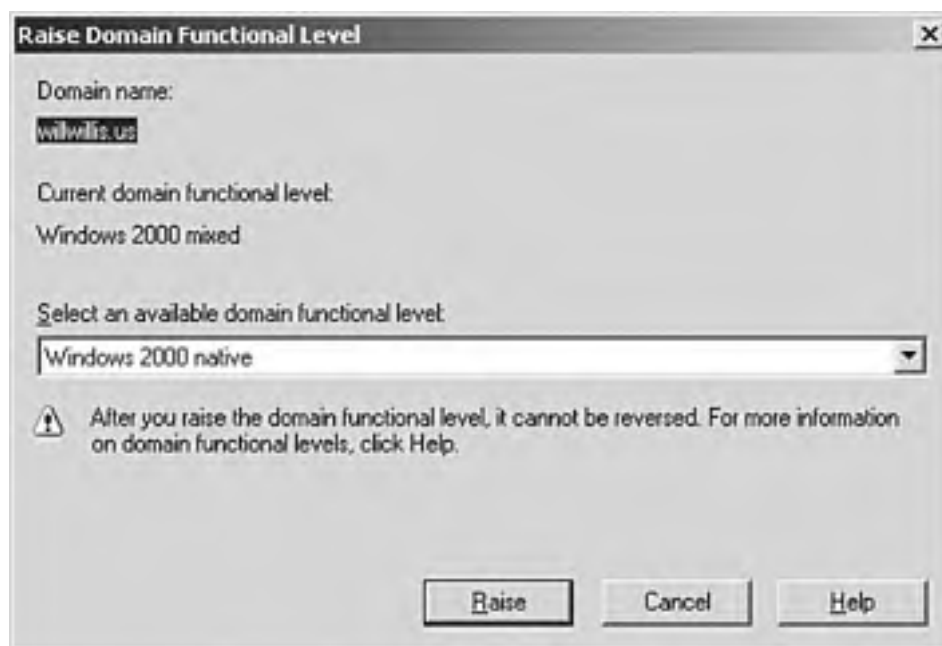 Raise Domain Functional Level
Domain name:
willwillis.us
Current domain functional level:
Windows 2000 mixed
Select an available domain functional level:
Windows 2000 native
After you raise the domain functional level, it cannot be reversed. For more information
on domain functional levels, click Help.
Raise
Cancel
Help